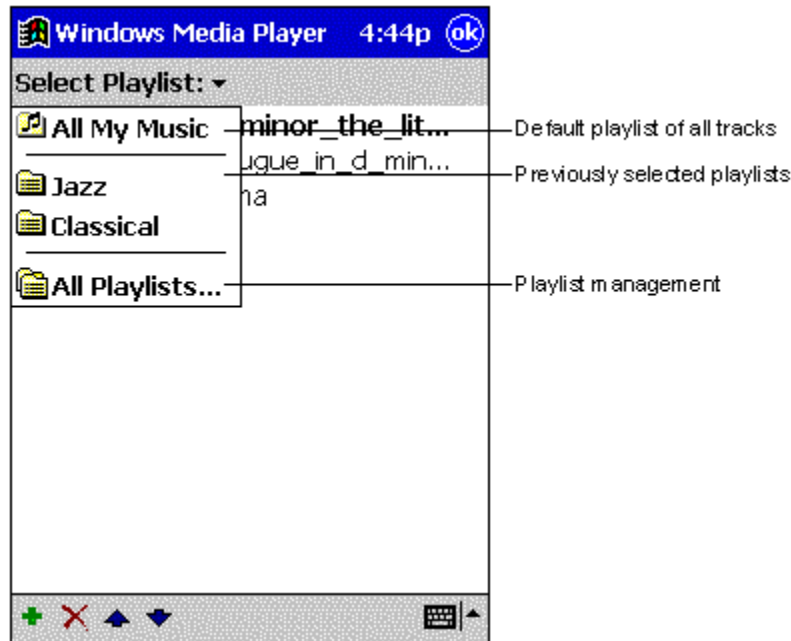 Windows Media Player 4:44p ok
Select Playlist:
All My Music
minor_the_lit...
Default playlist of all tracks
ugue_in_d_min...
Previously selected playlists
Jazz
na
Classical
All Playlists...
Playlist management